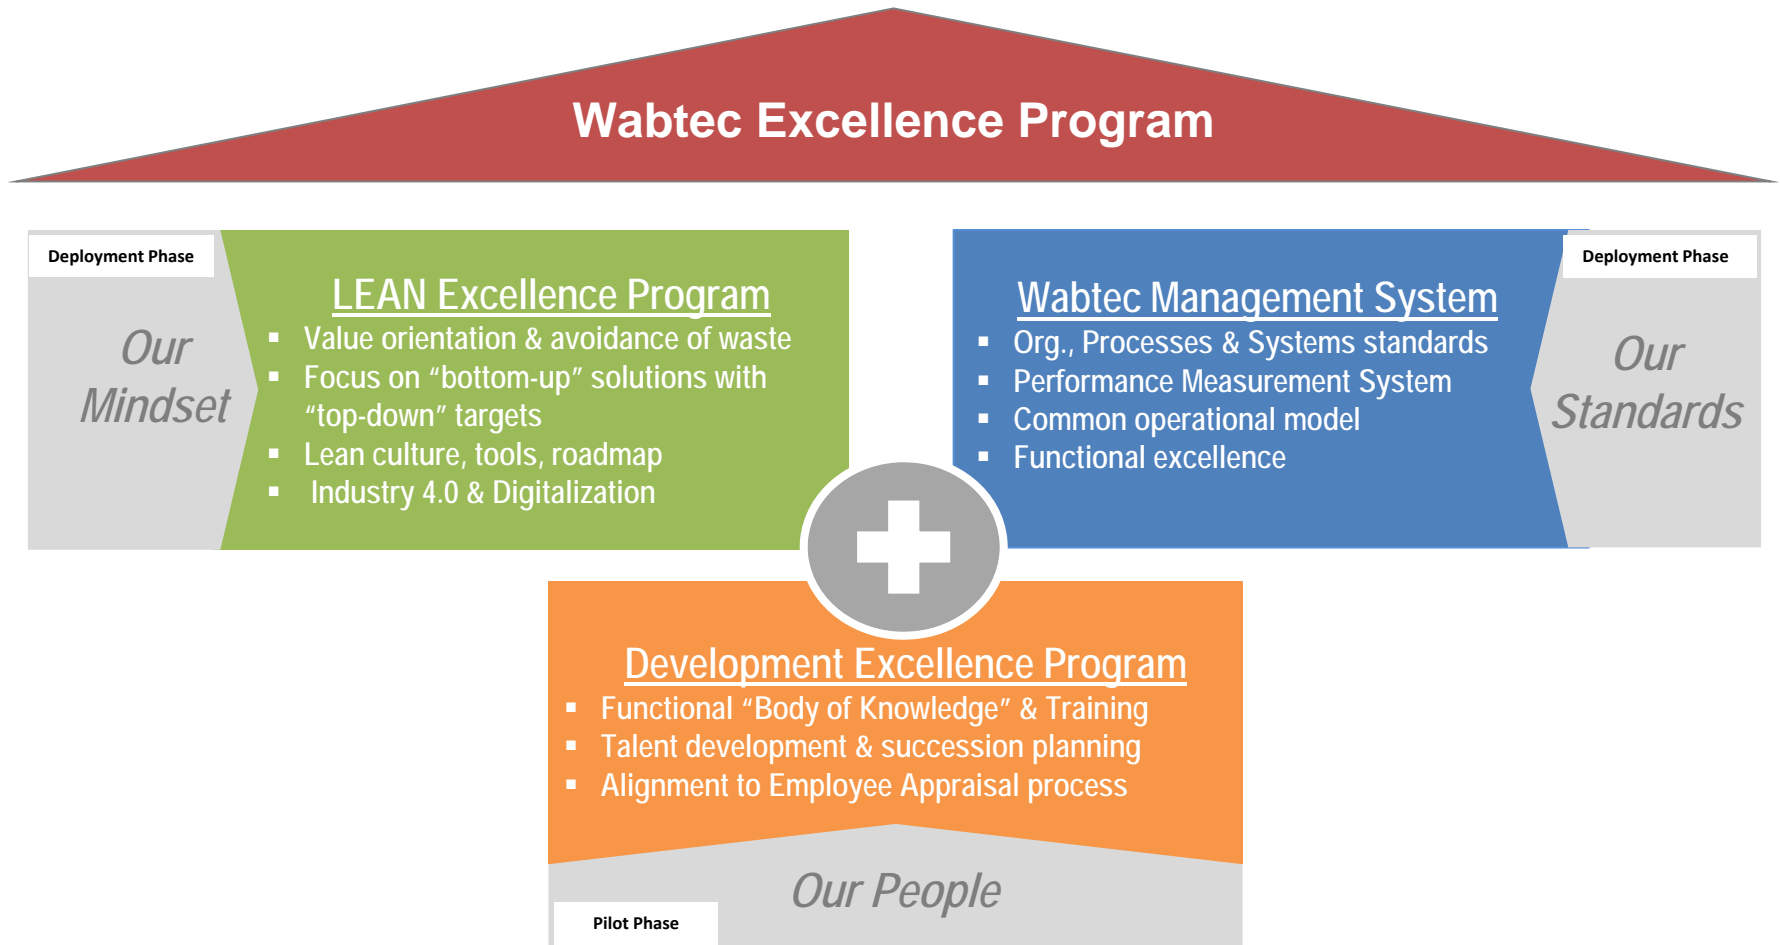 Wabtec Excellence Program
Deployment Phase
Our
Mindset
LEAN Excellence Program
▪ Value orientation & avoidance of waste
▪ Focus on “bottom-up” solutions with
“top-down” targets
▪ Lean culture, tools, roadmap
▪ Industry 4.0 & Digitalization
Wabtec Management System
▪ Org., Processes & Systems standards
▪ Performance Measurement System
▪ Common operational model
▪ Functional excellence
Deployment Phase
Our
Standards
Development Excellence Program
▪ Functional “Body of Knowledge” & Training
▪ Talent development & succession planning
▪ Alignment to Employee Appraisal process
Our People
Pilot Phase